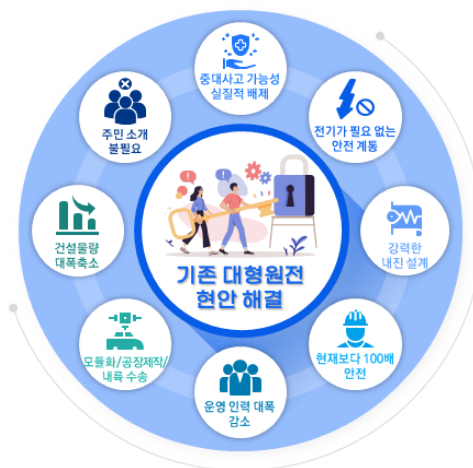 중대사고 가능성
실질적 배제
전기가 필요 없는
안전 계통
강력한
내진 설계
현재보다 100배
안전
운영 인력 대폭
감소
모듈화/공장제작/
내륙 수송
건설물량
대폭축소
주민 소개
불필요
기존 대형원전
현안 해결